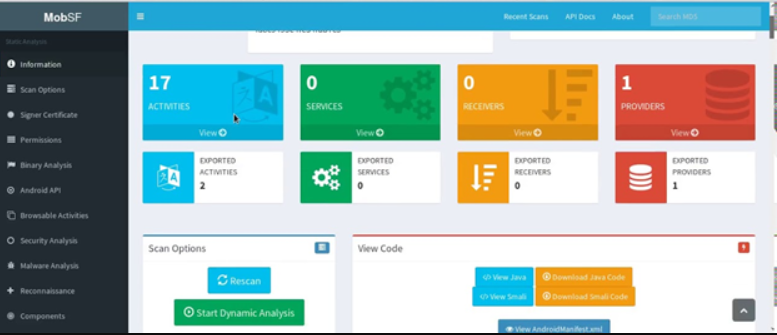 MobSF
Recent Scans
API Docs
About
Search MD5
Static Analysis
Information
Scan Options
Signer Certificate
Permissions
Binary Analysis
Android API
Browsable Activities
Security Analysis
Malware Analysis
Reconnaissance
Components
17
ACTIVITIES
View
0
SERVICES
View
0
RECEIVERS
View
1
PROVIDERS
View
EXPORTED
ACTIVITIES
2
EXPORTED
SERVICES
0
EXPORTED
RECEIVERS
0
EXPORTED
PROVIDERS
1
Scan Options
Rescan
Start Dynamic Analysis
View Code
</> View Java
Download Java Code
</> View Smali
Download Smali Code
View AndroidManifest.xml